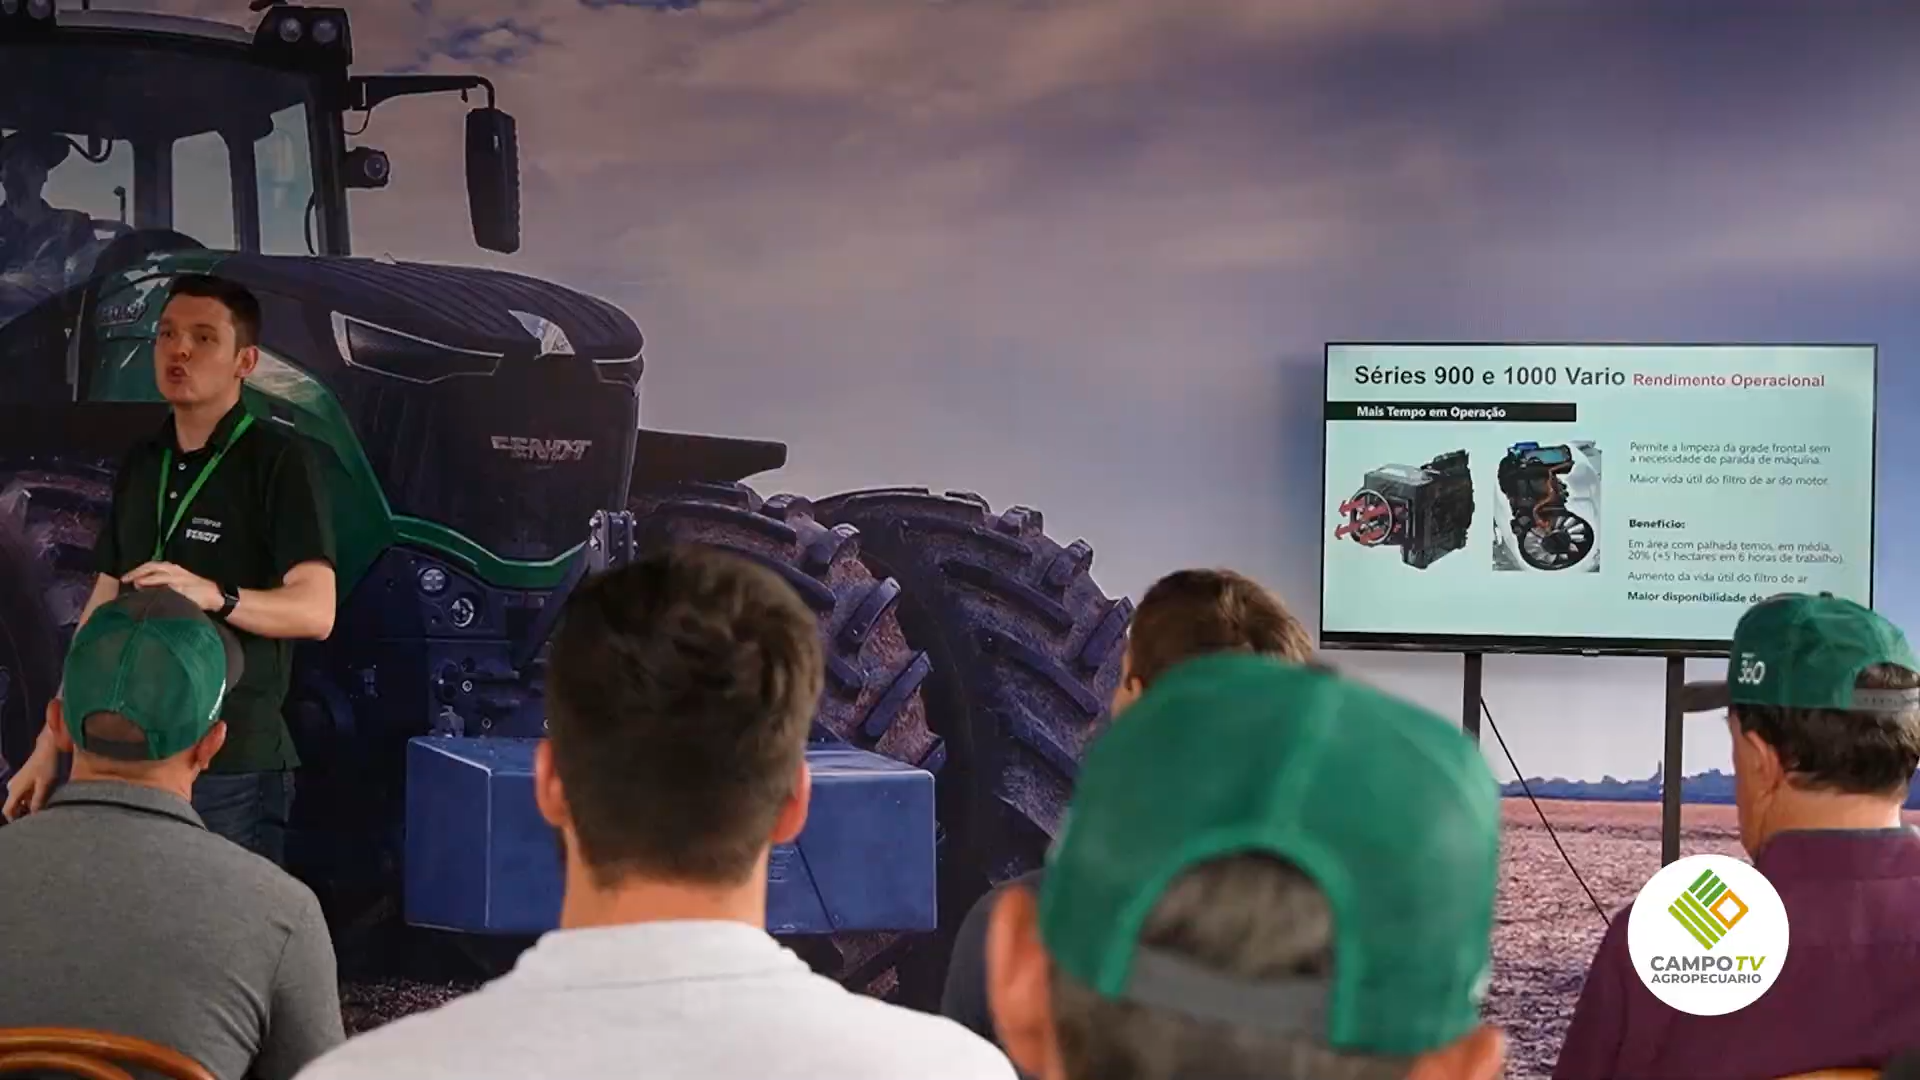 FENDT
FENDT
Séries 900 e 1000 Vario Rendimento Operacional
Mais Tempo em Operação
Permite a limpeza da grade frontal sem
a necessidade de parada de máquina.
Maior vida útil do filtro de ar do motor.
Benefício:
Em área com palhada temos, em média,
20% (+5 hectares em 6 horas de trabalho).
Aumento da vida útil do filtro de ar
Maior disponibilidade de
360
CAMPO TV
AGROPECUARIO